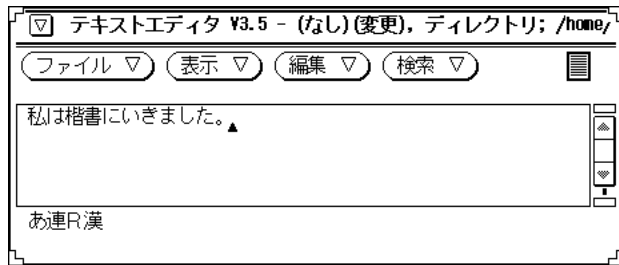 テキストエディタ V3.5 - (なし)(変更), ディレクトリ; /home/
ファイル ▽ 表示 ▽ 編集 ▽ 検索 ▽
私は楷書にいきました。
あ連R漢